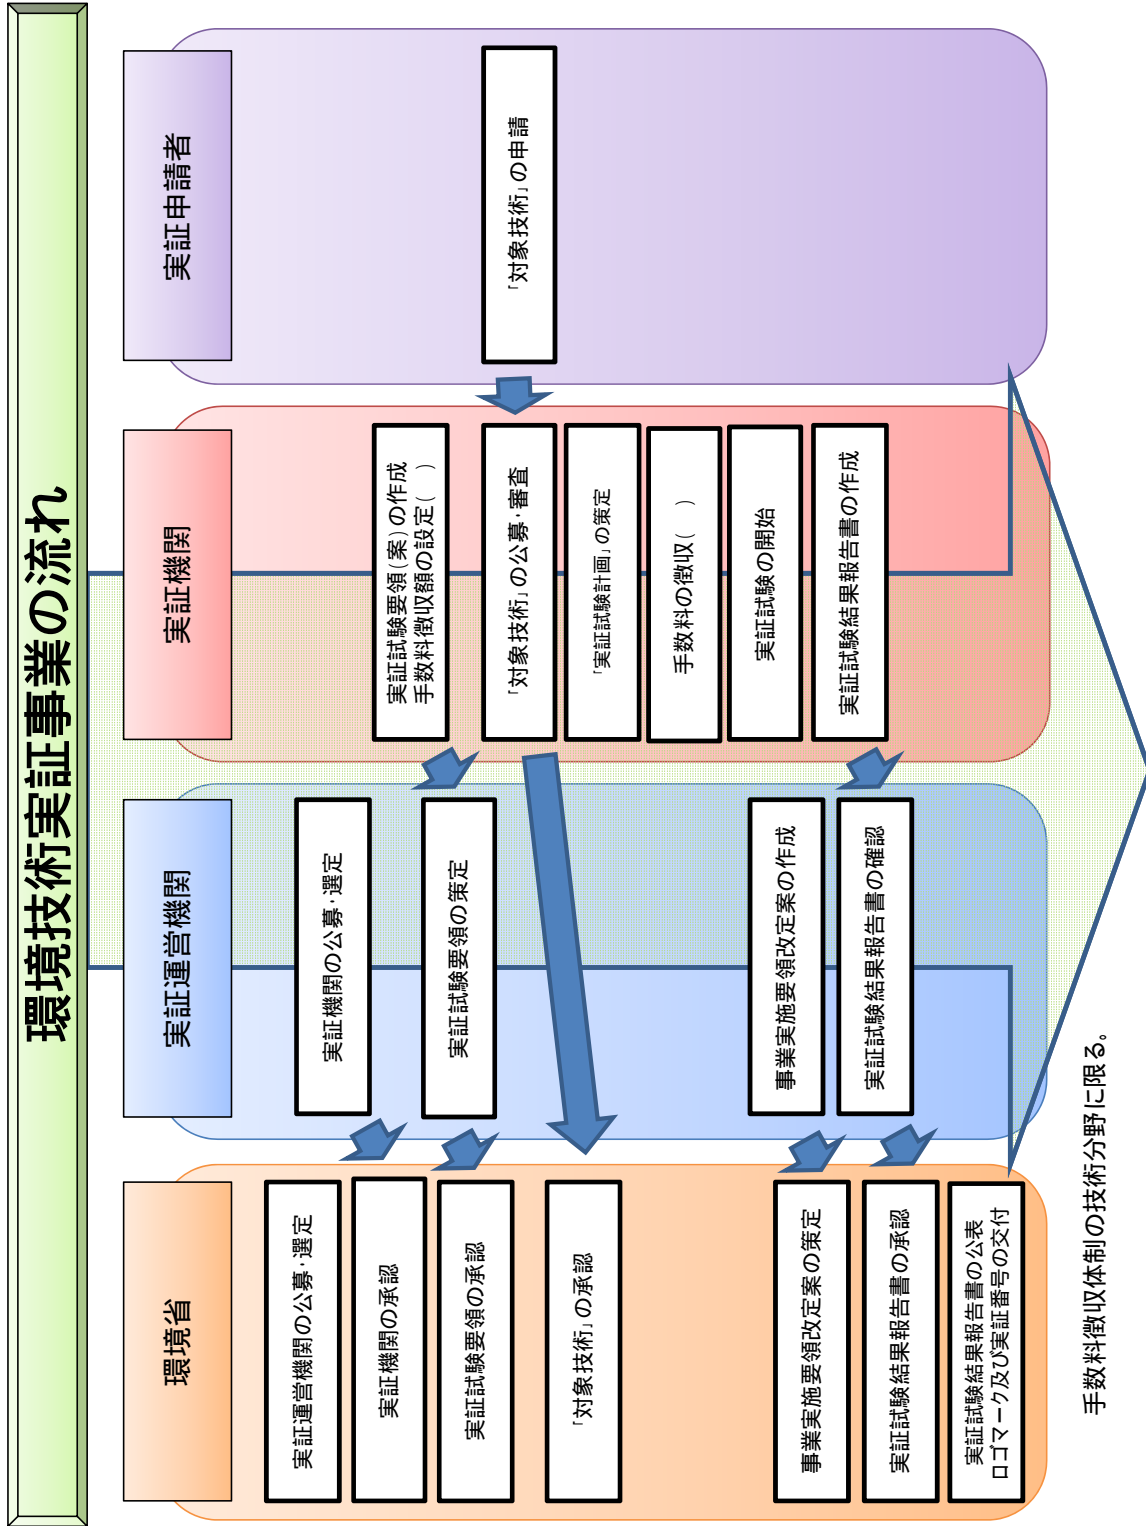 環境技術実証事業の流れ
環境省
実証運営機関
実証機関
実証申請者
実証運営機関の公募・選定
実証機関の承認
実証試験要領の承認
「対象技術」の承認
事業実施要領改定案の策定
実証試験結果報告書の承認
実証試験結果報告書の公表
ロゴマーク及び実証番号の交付
実証機関の公募・選定
実証試験要領の策定
事業実施要領改定案の作成
実証試験結果報告書の確認
実証試験要領(案)の作成
手数料徴収額の設定( )
「対象技術」の公募・審査
「実証試験計画」の策定
手数料の徴収( )
実証試験の開始
実証試験結果報告書の作成
「対象技術」の申請
手数料徴収体制の技術分野に限る。